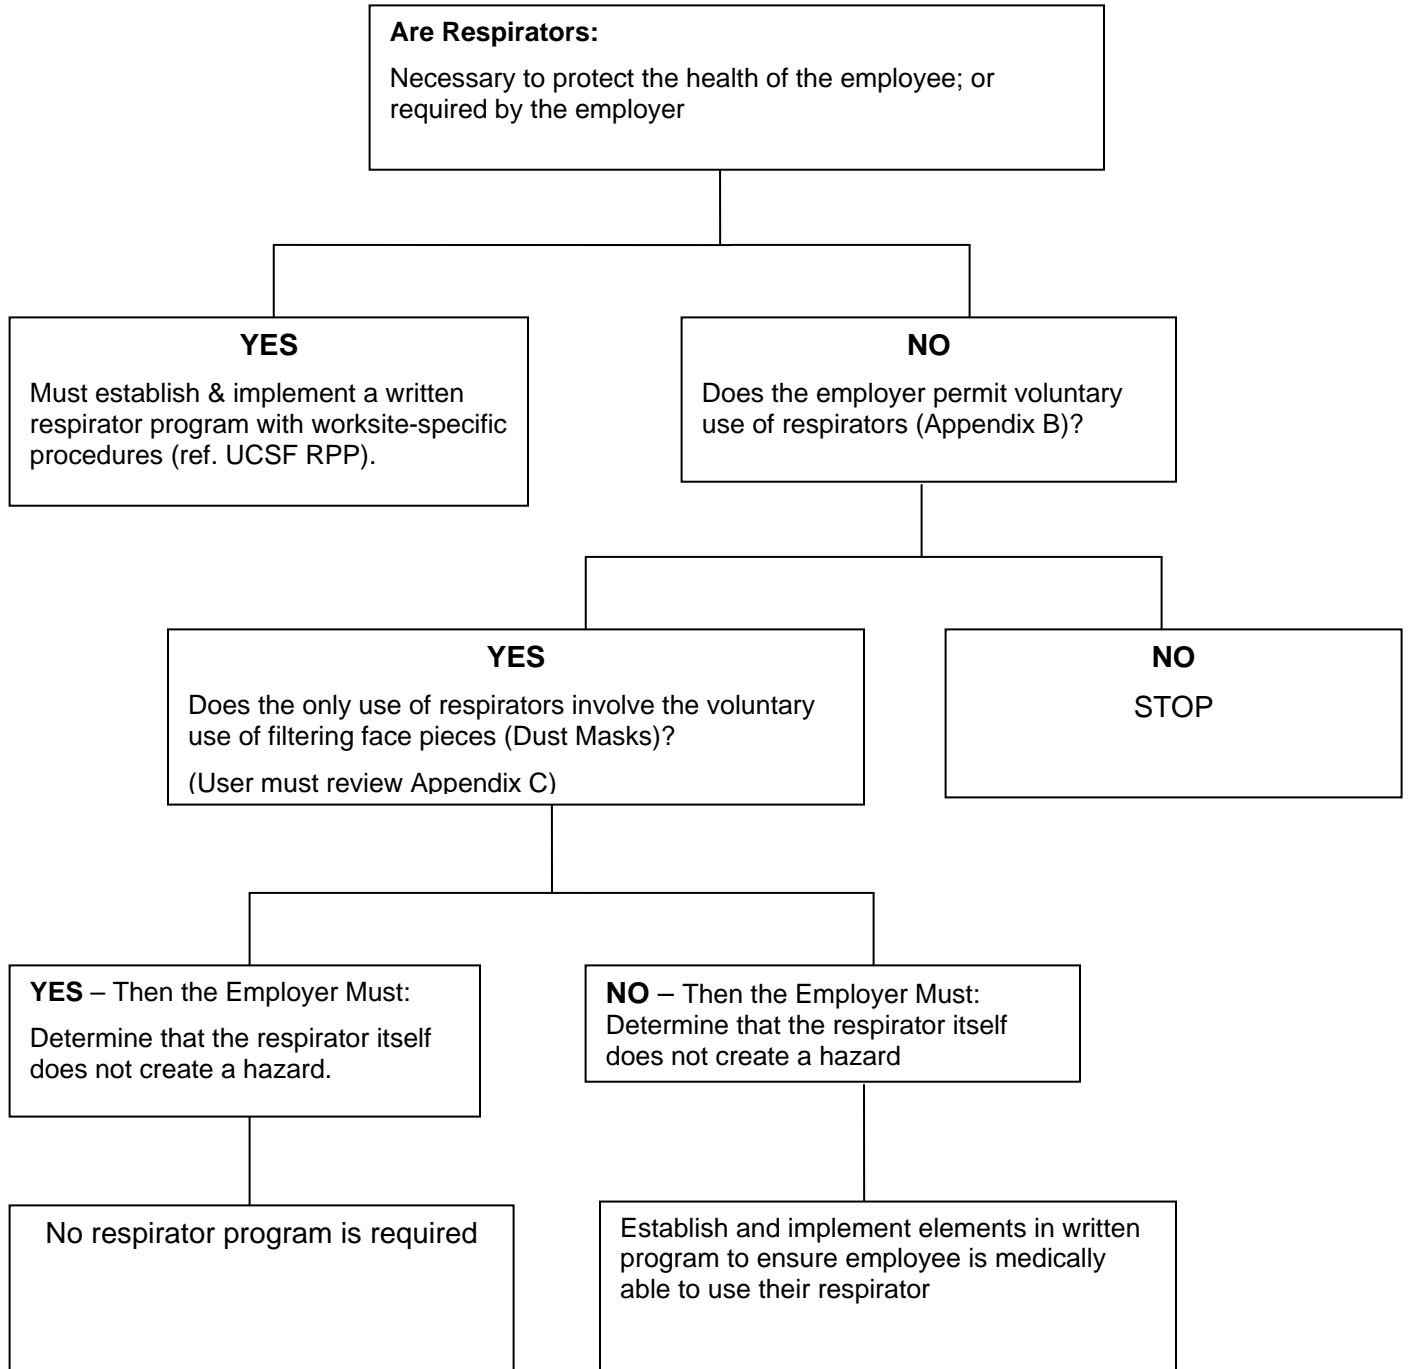 Are Respirators:
Necessary to protect the health of the employee; or
required by the employer
YES
Must establish & implement a written
respirator program with worksite-specific
procedures (ref. UCSF RPP).
NO
Does the employer permit voluntary
use of respirators (Appendix B)?
YES
Does the only use of respirators involve the voluntary
use of filtering face pieces (Dust Masks)?
(User must review Appendix C)
NO
STOP
YES – Then the Employer Must:
Determine that the respirator itself
does not create a hazard.
NO – Then the Employer Must:
Determine that the respirator itself
does not create a hazard
No respirator program is required
Establish and implement elements in written
program to ensure employee is medically
able to use their respirator